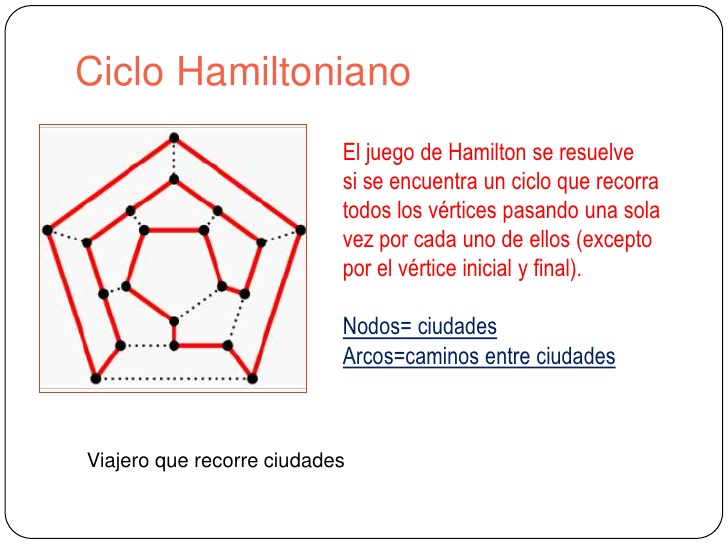 Ciclo Hamiltoniano
El juego de Hamilton se resuelve
si se encuentra un ciclo que recorra
todos los vértices pasando una sola
vez por cada uno de ellos (excepto
por el vértice inicial y final).
Nodos= ciudades
Arcos=caminos entre ciudades
Viajero que recorre ciudades